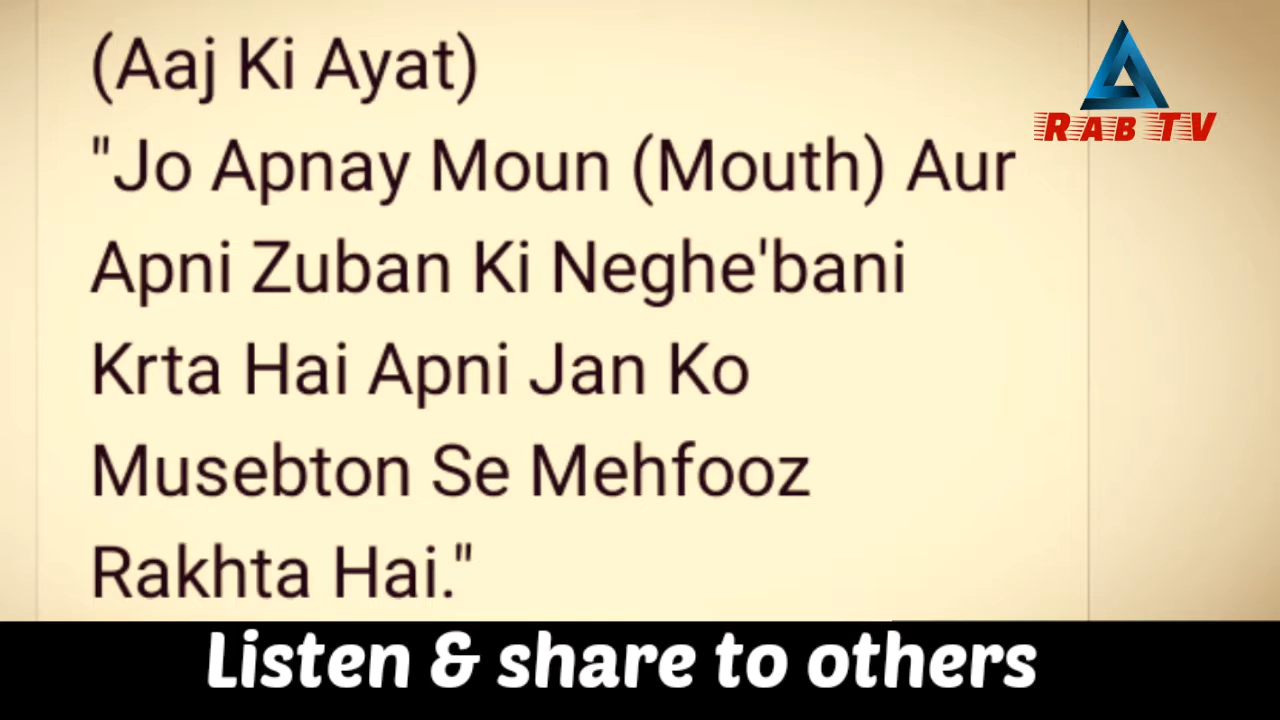 (Aaj Ki Ayat)
"Jo Apnay Moun (Mouth) Aur
Apni Zuban Ki Neghe'bani
Krta Hai Apni Jan Ko
Musebton Se Mehfooz
Rakhta Hai."
RAB TV
Listen & share to others